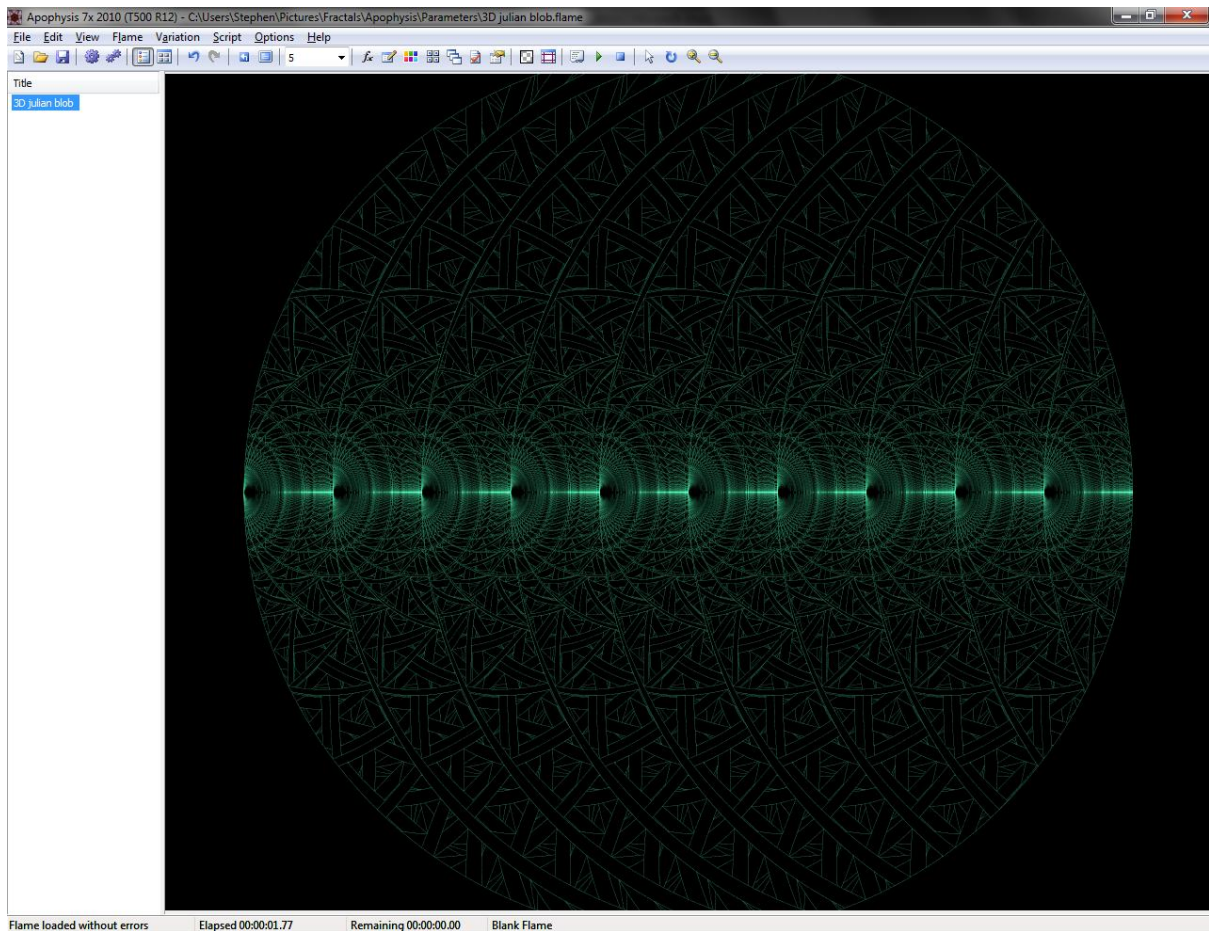 Apophysis 7x 2010 (T500 R12) - C:\Users\Stephen\Pictures\Fractals\Apophysis\Parameters\3D julian blob.flame
File Edit View Flame Variation Script Options Help
5
Title
3D julian blob
Flame loaded without errors Elapsed 00:00:01.77 Remaining 00:00:00.00 Blank Flame